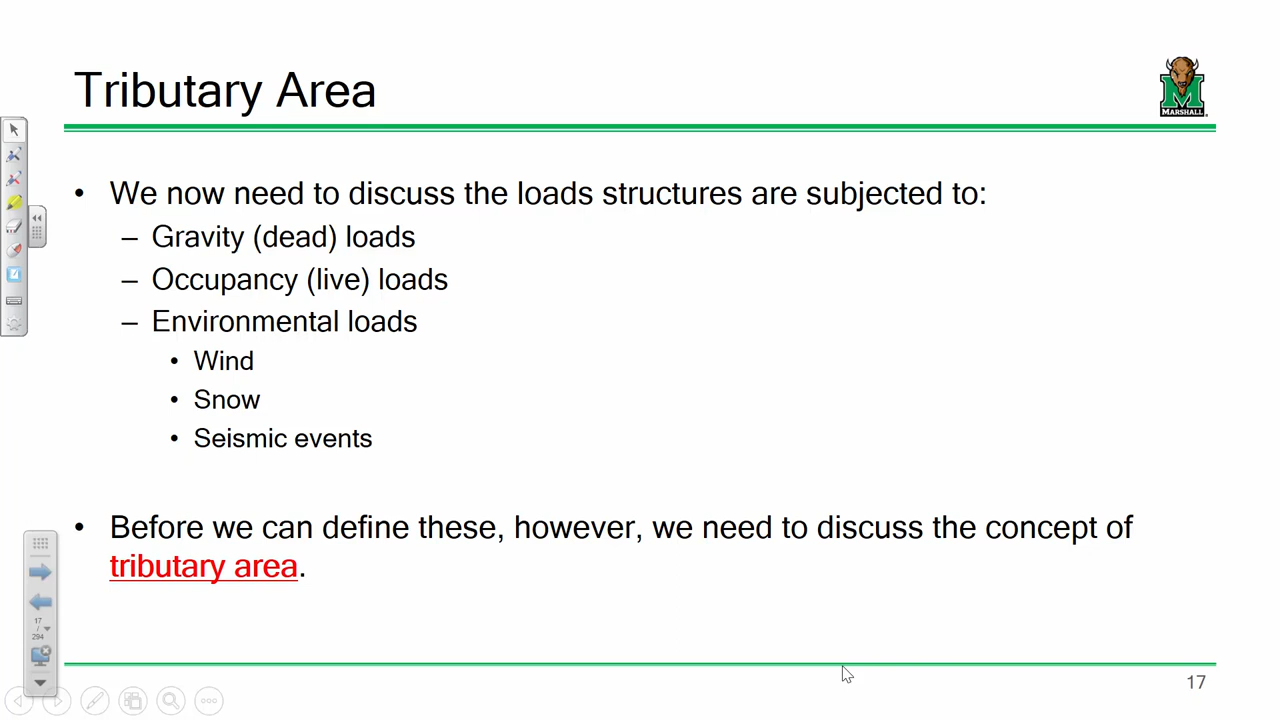 Tributary Area
MARSHALL
• We now need to discuss the loads structures are subjected to:
– Gravity (dead) loads
– Occupancy (live) loads
– Environmental loads
• Wind
• Snow
• Seismic events
• Before we can define these, however, we need to discuss the concept of
tributary area.
17
/
294
17